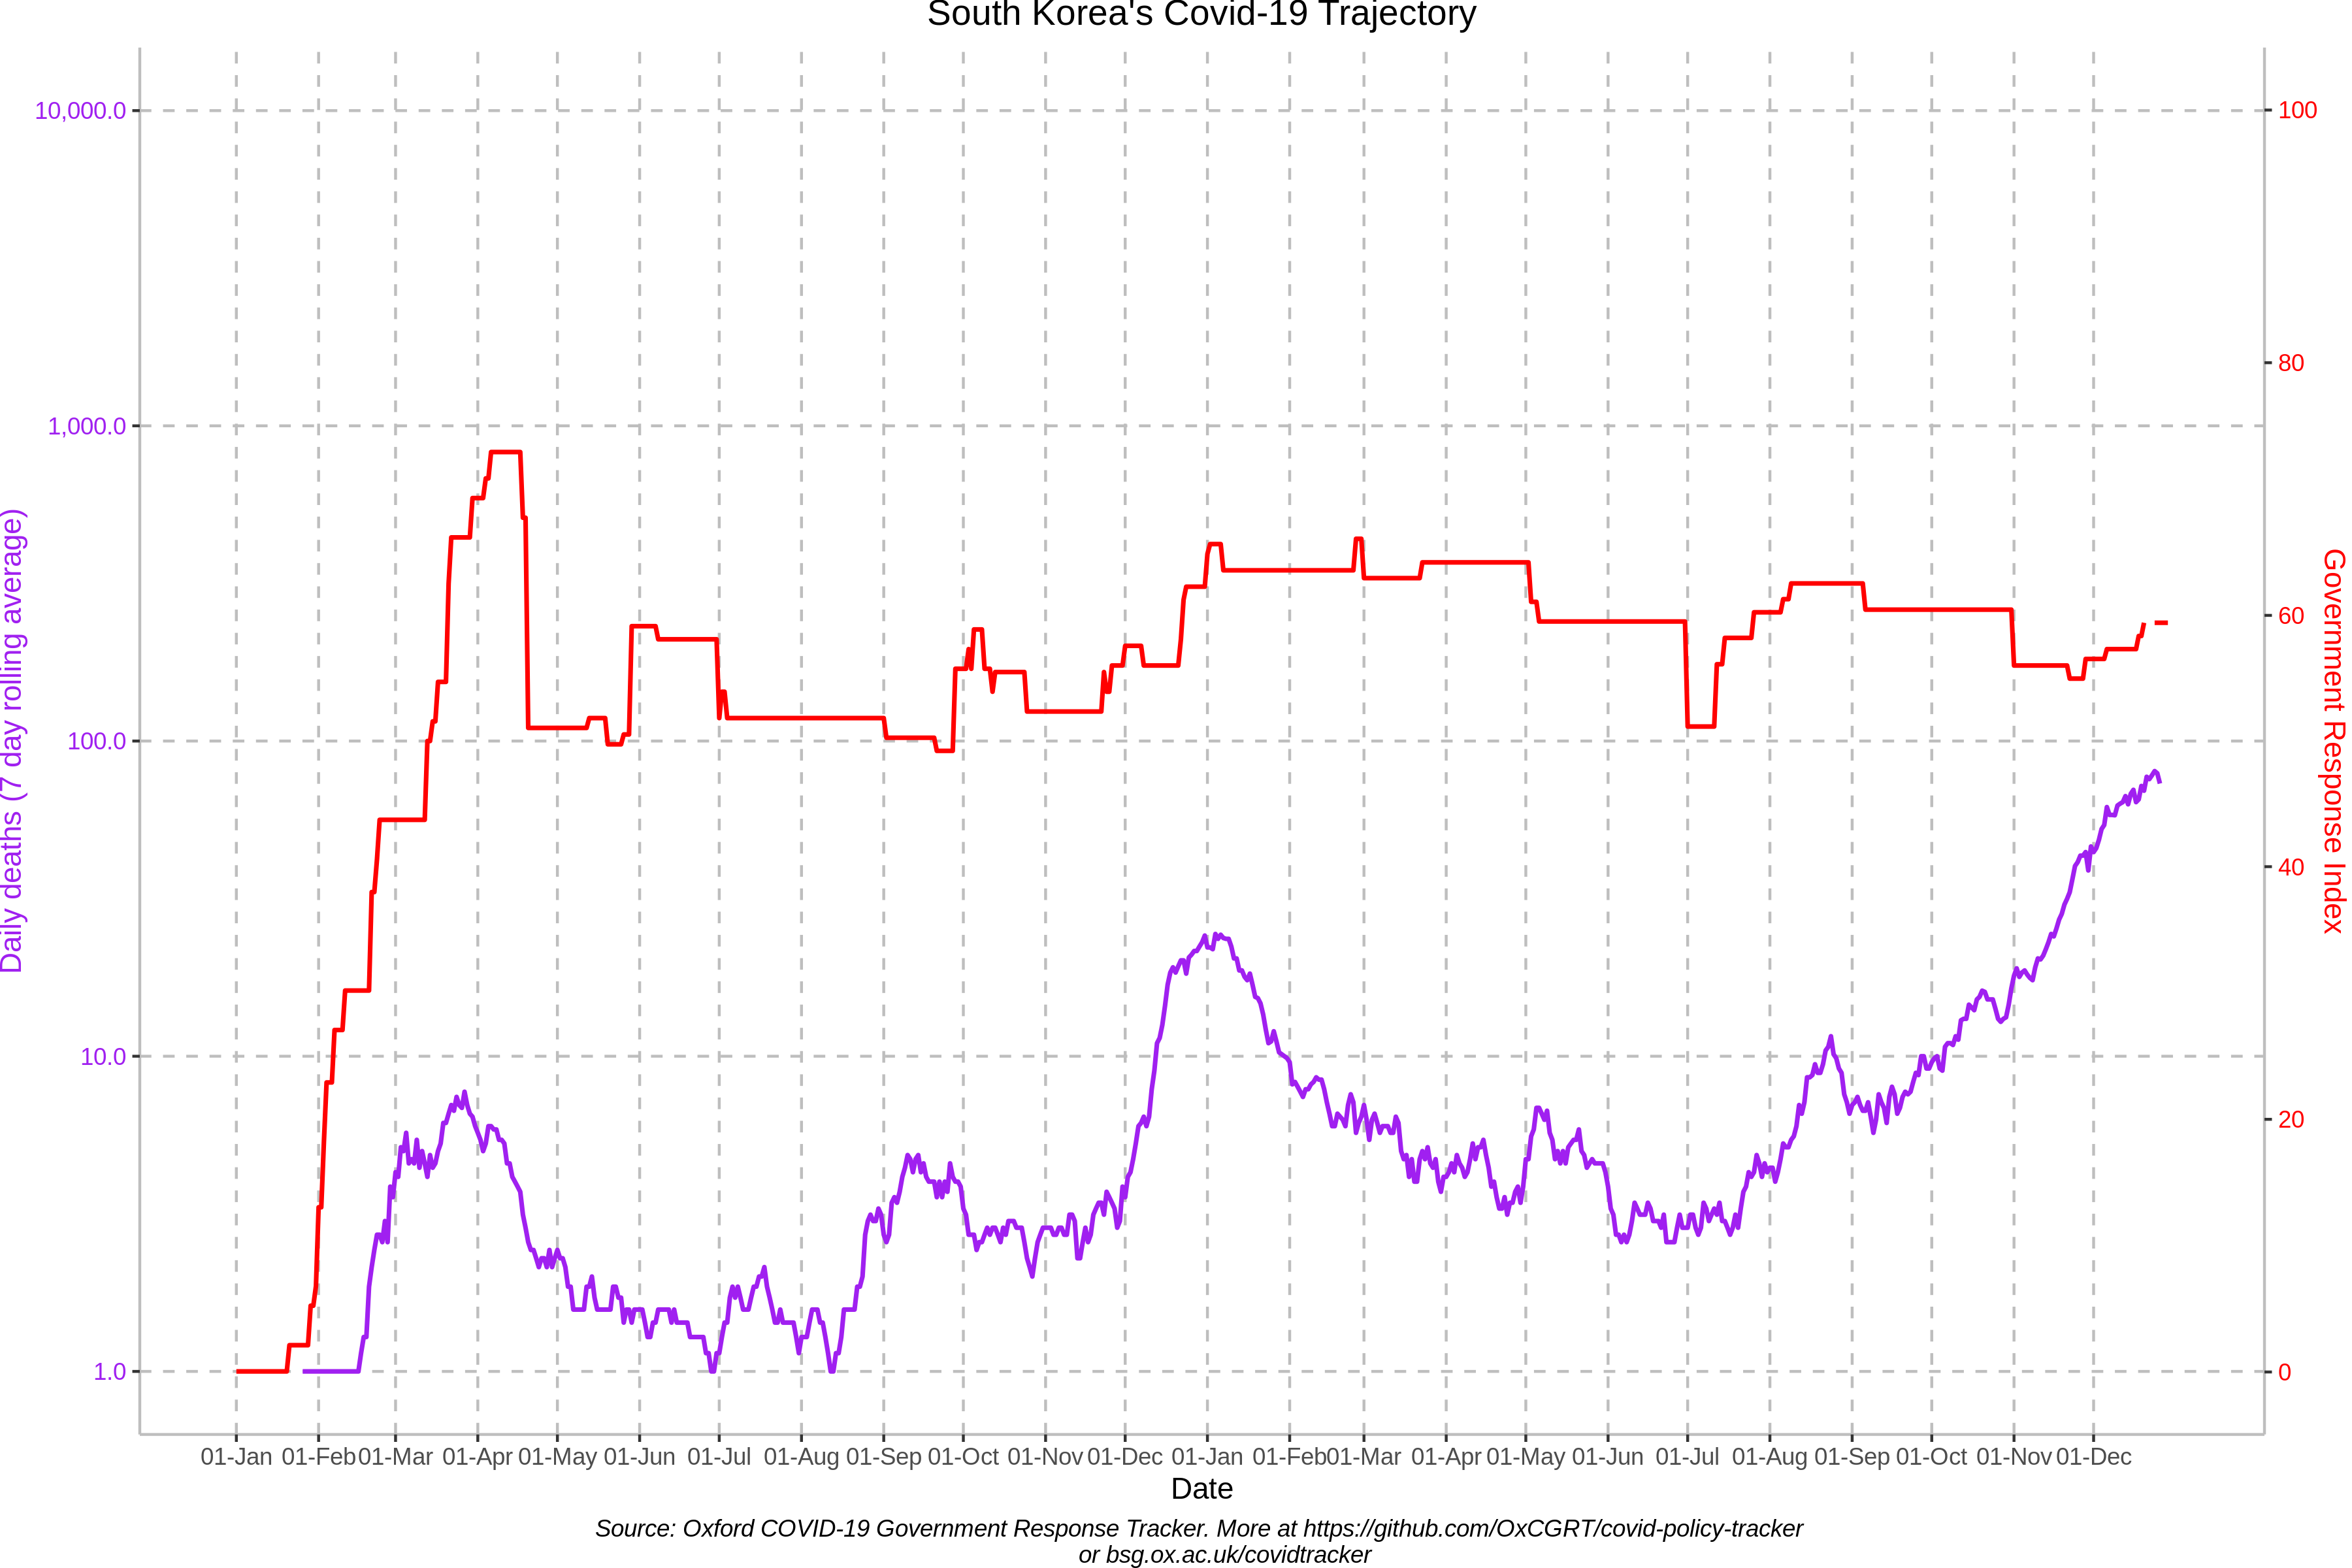 South Korea's Covid-19 Trajectory
10,000.0
1,000.0
100.0
10.0
1.0
Daily deaths (7 day rolling average)
100
80
60
40
20
0
Government Response Index
01-Jan 01-Feb 01-Mar 01-Apr 01-May 01-Jun 01-Jul 01-Aug 01-Sep 01-Oct 01-Nov 01-Dec 01-Jan 01-Feb 01-Mar 01-Apr 01-May 01-Jun 01-Jul 01-Aug 01-Sep 01-Oct 01-Nov 01-Dec
Date
Source: Oxford COVID-19 Government Response Tracker. More at https://github.com/OxCGRT/covid-policy-tracker
or bsg.ox.ac.uk/covidtracker